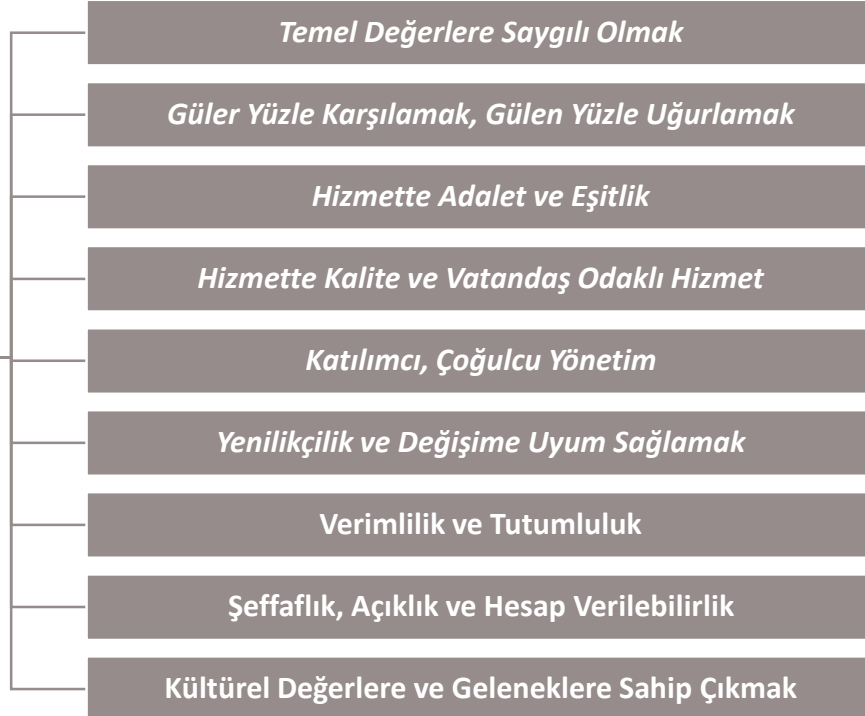 Temel Değerlere Saygılı Olmak
Güler Yüzle Karşılamak, Gülen Yüzle Uğurlamak
Hizmette Adalet ve Eşitlik
Hizmette Kalite ve Vatandaş Odaklı Hizmet
Katılımcı, Çoğulcu Yönetim
Yenilikçilik ve Değişime Uyum Sağlamak
Verimlilik ve Tutumluluk
Şeffaflık, Açıklık ve Hesap Verilebilirlik
Kültürel Değerlere ve Geleneklere Sahip Çıkmak